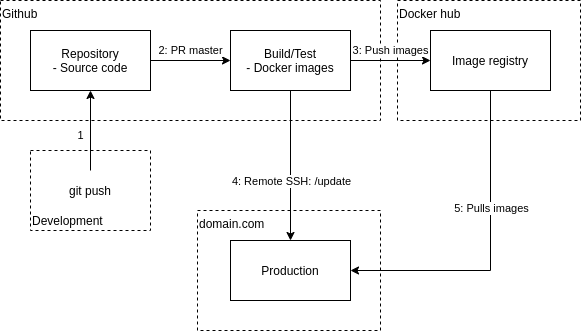 Github
Docker hub
Repository
- Source code
2: PR master
Build/Test
- Docker images
3: Push images
Image registry
1
git push
Development
4: Remote SSH: /update
5: Pulls images
domain.com
Production